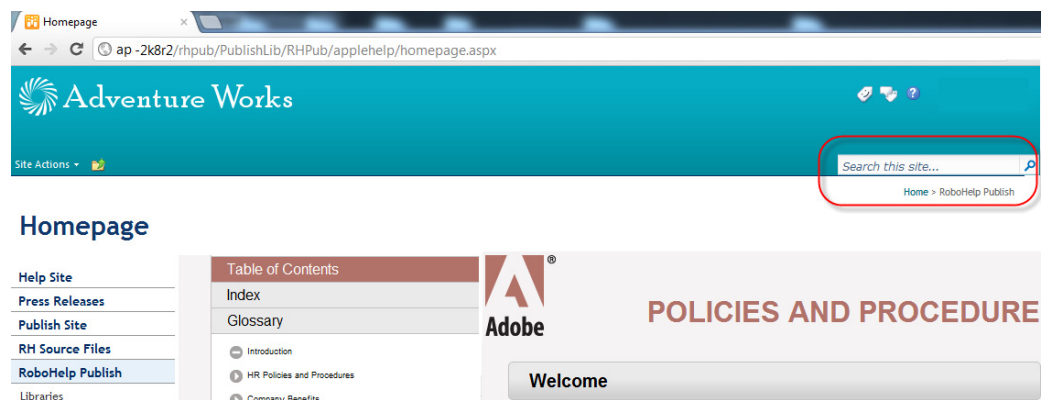 Homepage
ap -2k8r2/rhpub/PublishLib/RHPub/applehelp/homepage.aspx
Adventure Works
Site Actions
Search this site...
Home > RoboHelp Publish
Homepage
Help Site
Press Releases
Publish Site
RH Source Files
RoboHelp Publish
Libraries
Table of Contents
Index
Glossary
Introduction
HR Policies and Procedures
Company Benefits
Adobe®
POLICIES AND PROCEDURE
Welcome